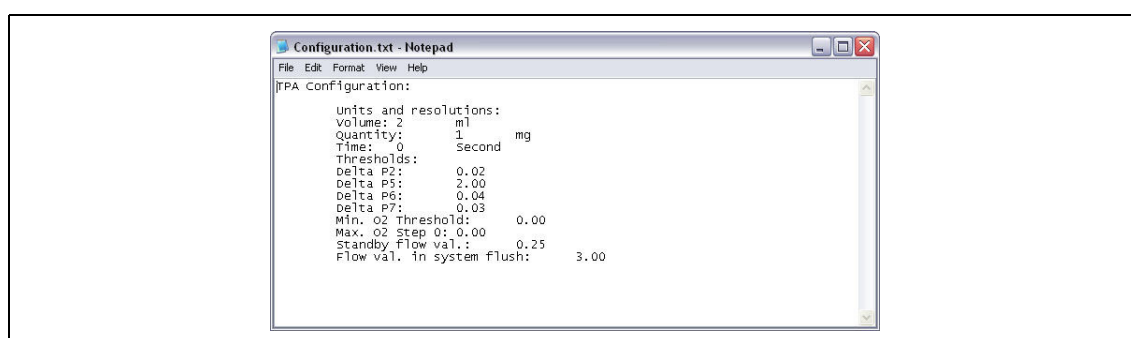 Configuration.txt - Notepad
File Edit Format View Help
TPA Configuration:
Units and resolutions:
Volume: 2 ml
Quantity: 1 mg
Time: 0 Second
Thresholds:
Delta P2: 0.02
Delta P5: 2.00
Delta P6: 0.04
Delta P7: 0.03
Min. O2 Threshold: 0.00
Max. O2 Step 0: 0.00
Standby flow val.: 0.25
Flow val. in system flush: 3.00